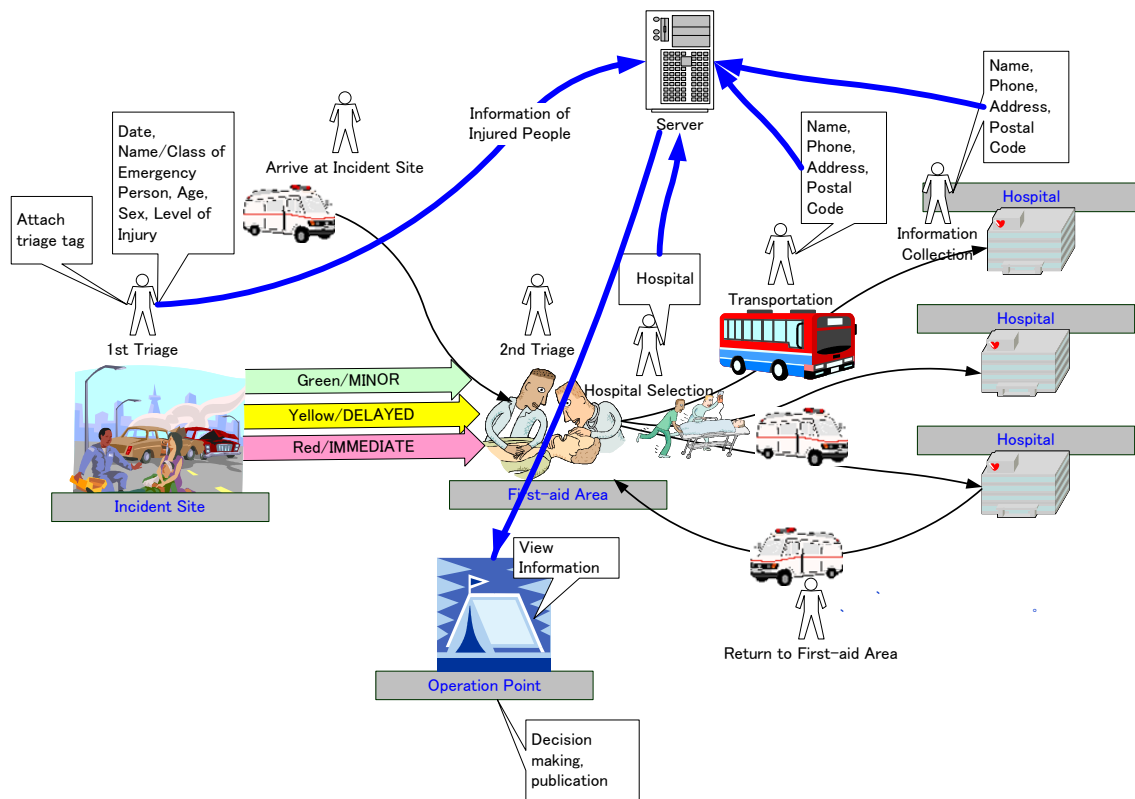 Name,
Phone,
Address,
Postal
Code
Information of
Injured People
Server
Name,
Phone,
Address,
Postal
Code
Date,
Name/Class of
Emergency
Person, Age,
Sex, Level of
Injury
Arrive at Incident Site
Attach
triage tag
Hospital
Information
Collection
Hospital
Transportation
1st Triage
2nd Triage
Hospital
Hospital Selection
Green/MINOR
Yellow/DELAYED
Red/IMMEDIATE
Hospital
Incident Site
First-aid Area
View
Information
Return to First-aid Area
Operation Point
Decision
making,
publication